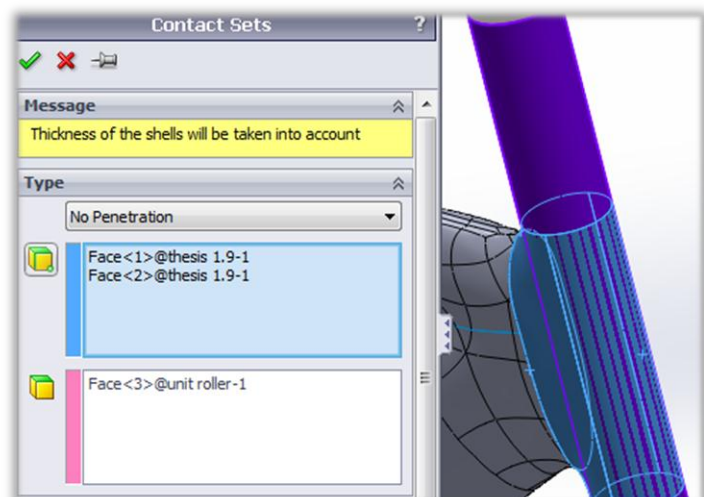 Contact Sets
?
Message
Thickness of the shells will be taken into account
Type
No Penetration
Face<1>@thesis 1.9-1
Face<2>@thesis 1.9-1
Face<3>@unit roller-1